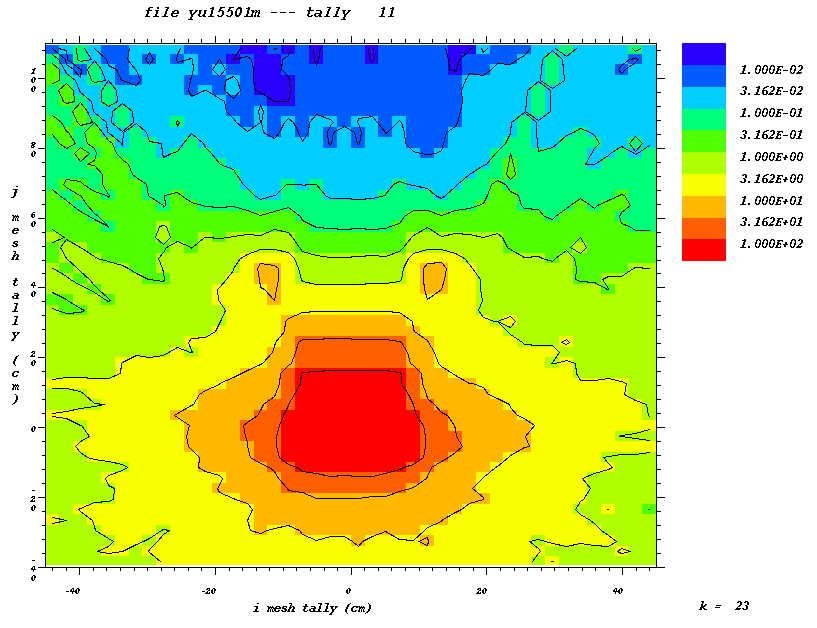 file yu15501m --- tally 11
1.000E-02
3.162E-02
1.000E-01
3.162E-01
1.000E+00
3.162E+00
1.000E+01
3.162E+01
1.000E+02
100
80
60
40
20
0
-20
-40
j mesh tally (cm)
-40 -20 0 20 40
i mesh tally (cm)
k = 23